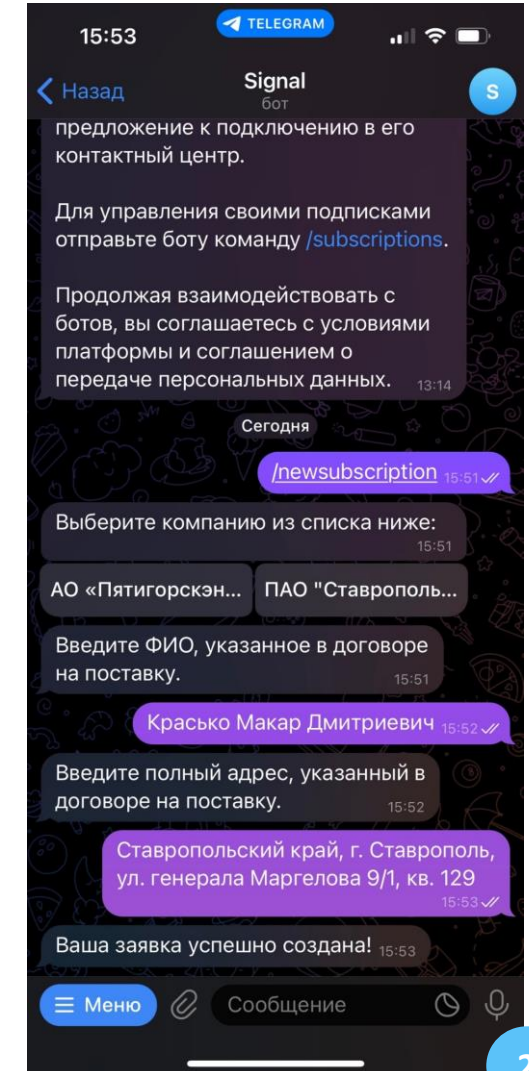 15:53
TELEGRAM
Назад
Signal
бот
S
предложение к подключению в его
контактный центр.
Для управления своими подписками
отправьте боту команду /subscriptions.
Продолжая взаимодействовать с
ботов, вы соглашаетесь с условиями
платформы и соглашением о
передаче персональных данных. 13:14
Сегодня
/newsubscription 15:51
Выберите компанию из списка ниже:
15:51
АО «Пятигорскэн... ПАО "Ставрополь...
Введите ФИО, указанное в договоре
на поставку. 15:51
Красько Макар Дмитриевич 15:52
Введите полный адрес, указанный в
договоре на поставку. 15:52
Ставропольский край, г. Ставрополь,
ул. генерала Маргелова 9/1, кв. 129
15:53
Ваша заявка успешно создана! 15:53
Меню
Сообщение